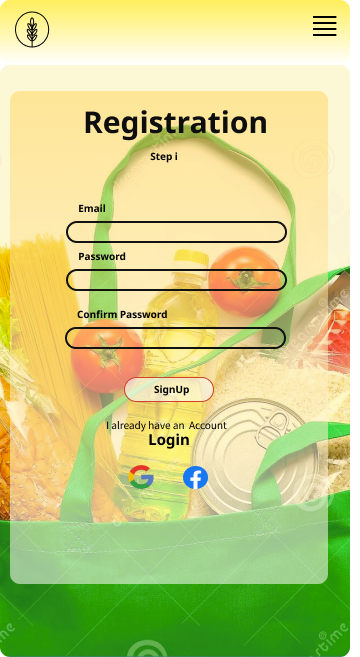 Registration
Step i
Email
Password
Confirm Password
SignUp
I already have an Account
Login